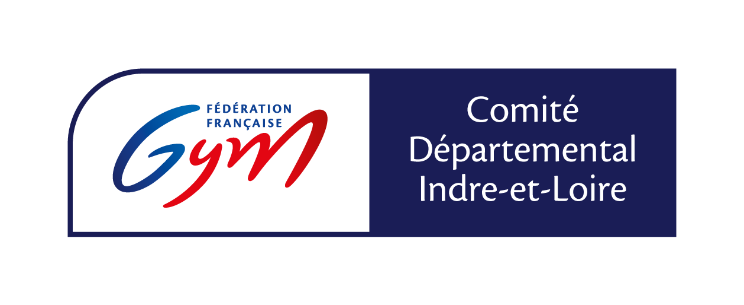 FÉDÉRATION
FRANÇAISE
Gym
Comité
Départemental
Indre-et-Loire